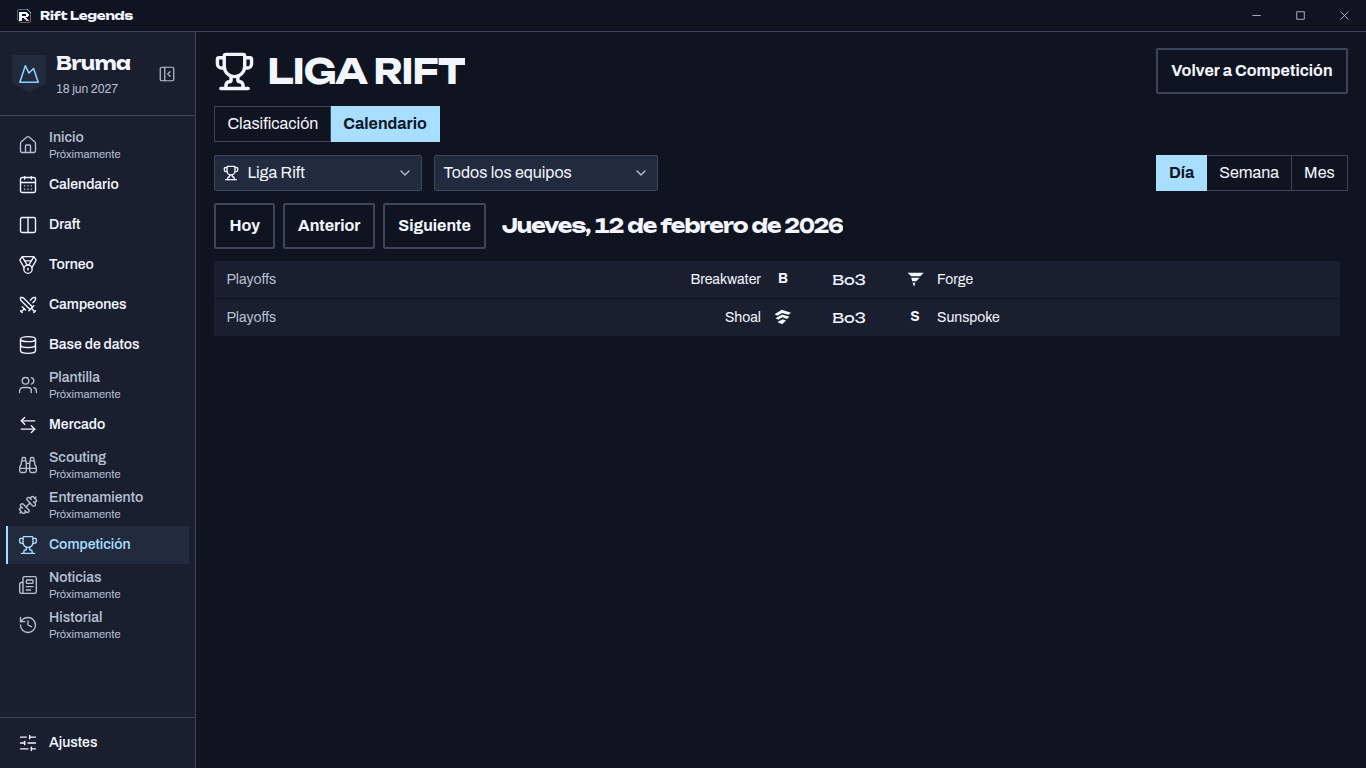 Rift Legends
Bruma
18 jun 2027
Inicio
Próximamente
Calendario
Draft
Torneo
Campeones
Base de datos
Plantilla
Próximamente
Mercado
Scouting
Próximamente
Entrenamiento
Próximamente
Competición
Noticias
Próximamente
Historial
Próximamente
Ajustes
LIGA RIFT
Volver a Competición
Clasificación Calendario
Liga Rift Todos los equipos Día Semana Mes
Hoy Anterior Siguiente Jueves, 12 de febrero de 2026
Playoffs Breakwater B Bo3 Forge
Playoffs Shoal Bo3 S Sunspoke